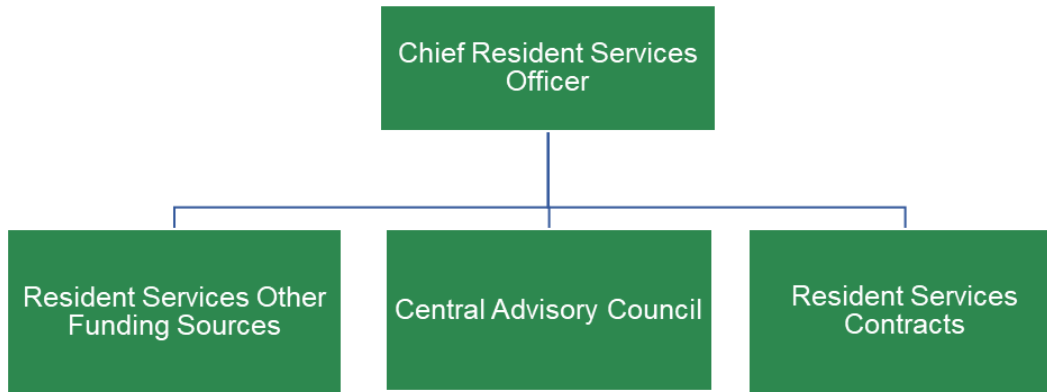 Chief Resident Services
Officer
Resident Services Other
Funding Sources
Central Advisory Council
Resident Services
Contracts